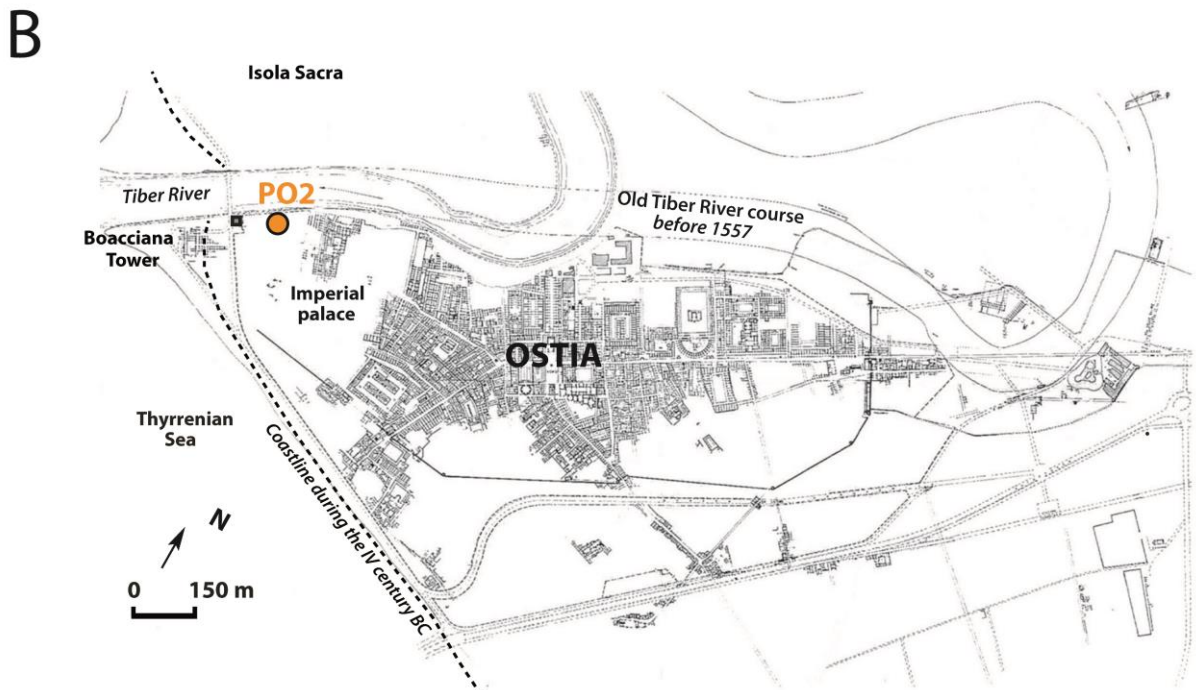 B
Isola Sacra
Tiber River
PO2
Old Tiber River course
before 1557
Boacciana
Tower
Imperial
palace
OSTIA
Thyrrenian
Sea
Coastline during the IV century BC
N
0 150 m